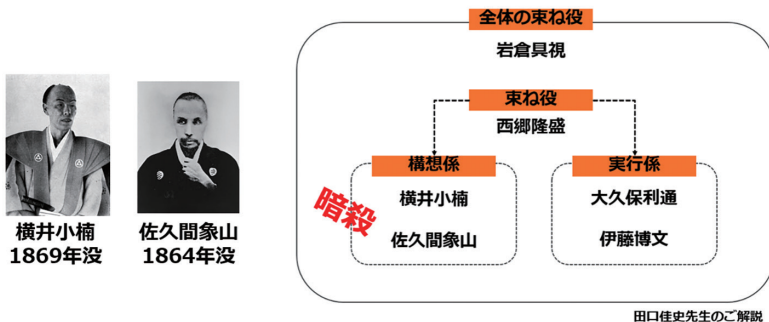 全体の束ね役
岩倉具視
束ね役
西郷隆盛
構想係
実行係
暗殺
横井小楠
佐久間象山
大久保利通
伊藤博文
横井小楠
1869年没
佐久間象山
1864年没
田口佳史先生のご解説